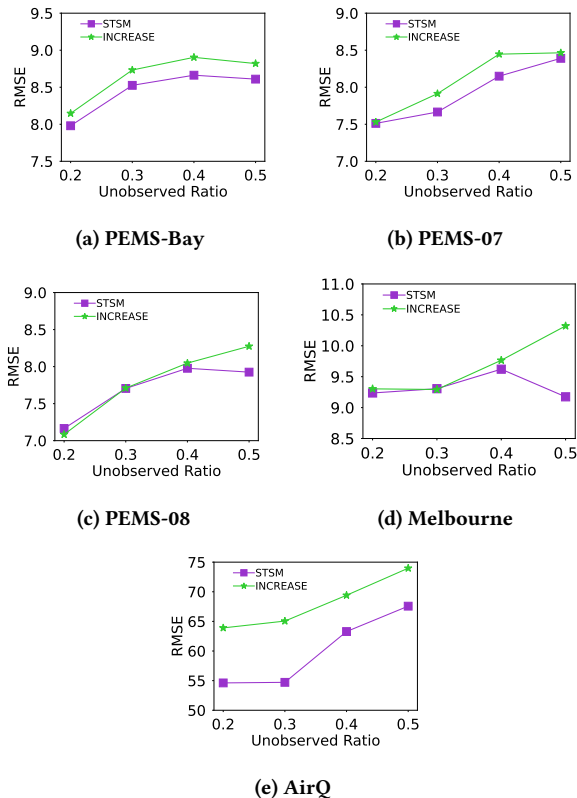 9.5
9.0
8.5
8.0
7.5
RMSE
STSM
INCREASE
0.2 0.3 0.4 0.5
Unobserved Ratio
(a) PEMS-Bay
9.0
8.5
8.0
7.5
7.0
RMSE
STSM
INCREASE
0.2 0.3 0.4 0.5
Unobserved Ratio
(b) PEMS-07
9.0
8.5
8.0
7.5
7.0
RMSE
STSM
INCREASE
0.2 0.3 0.4 0.5
Unobserved Ratio
(c) PEMS-08
11.0
10.5
10.0
9.5
9.0
8.5
RMSE
STSM
INCREASE
0.2 0.3 0.4 0.5
Unobserved Ratio
(d) Melbourne
75
70
65
60
55
50
RMSE
STSM
INCREASE
0.2 0.3 0.4 0.5
Unobserved Ratio
(e) AirQ